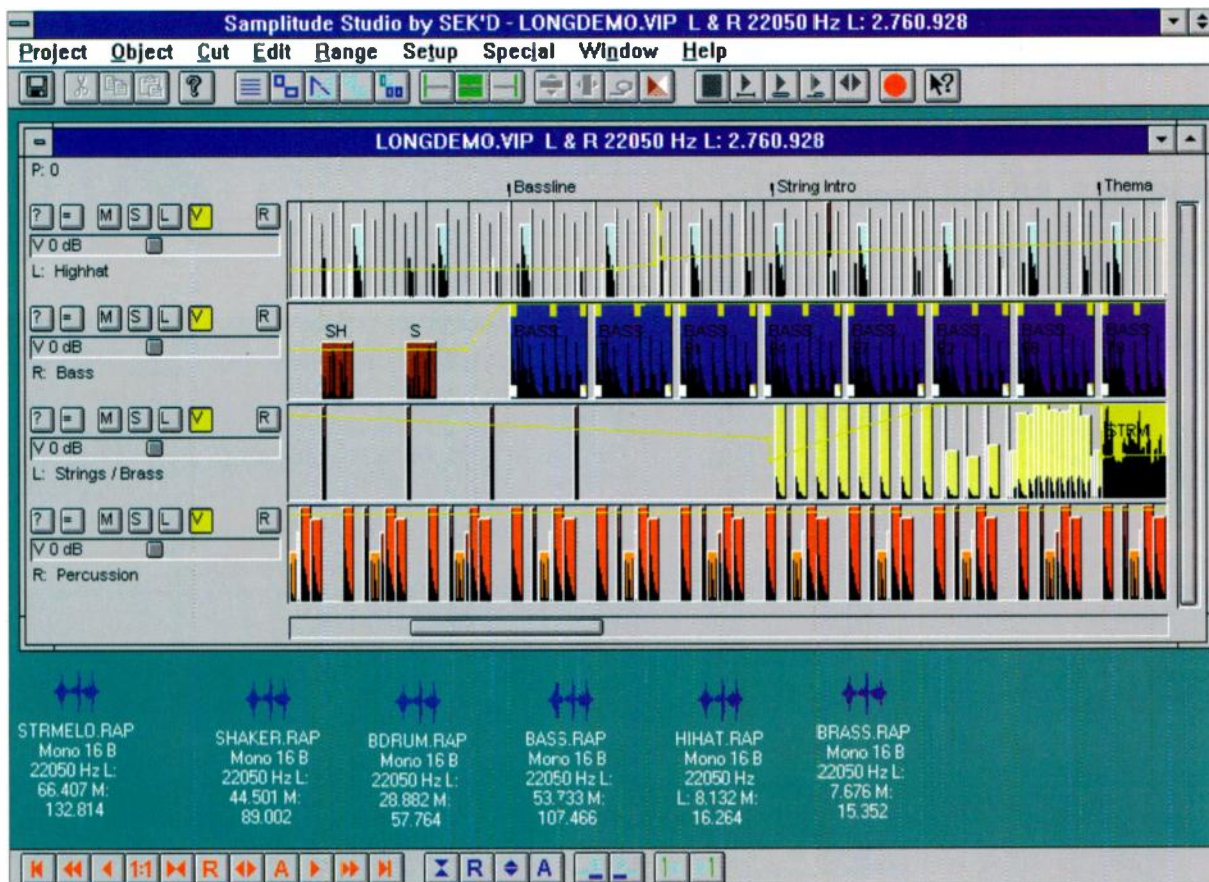 Samplitude Studio by SEK'D - LONGDEMO.VIP L & R 22050 Hz L: 2.760.928
Project Object Cut Edit Range Setup Special Window Help
LONGDEMO.VIP L & R 22050 Hz L: 2.760.928
P: 0
Bassline String Intro Thema
? = M S L V R
V 0 dB
L: Highhat
? = M S L V R
V 0 dB
R: Bass
SH S BASS BASS BASS BASS BASS BASS BASS BASS
? = M S L V R
V 0 dB
L: Strings / Brass
STRM
? = M S L V R
V 0 dB
R: Percussion
STRMELO.RAP
Mono 16 B
22050 Hz L:
66.407 M:
132.814
SHAKER.RAP
Mono 16 B
22050 Hz L:
44.501 M:
89.002
BDRUM.RAP
Mono 16 B
22050 Hz L:
28.882 M:
57.764
BASS.RAP
Mono 16 B
22050 Hz L:
53.733 M:
107.466
HIHAT.RAP
Mono 16 B
22050 Hz
L: 8.132 M:
16.264
BRASS.RAP
Mono 16 B
22050 Hz L:
7.676 M:
15.352
1:1 R A R A